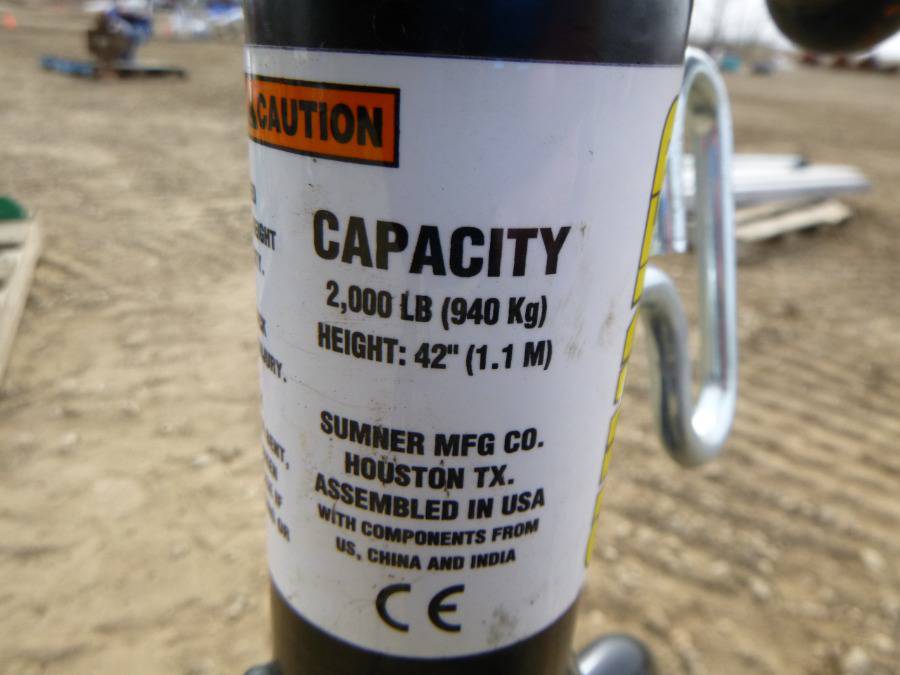 CAUTION
CAPACITY
2,000 LB (940 Kg)
HEIGHT: 42" (1.1 M)
SUMNER MFG CO.
HOUSTON TX.
ASSEMBLED IN USA
WITH COMPONENTS FROM
US, CHINA AND INDIA
CE